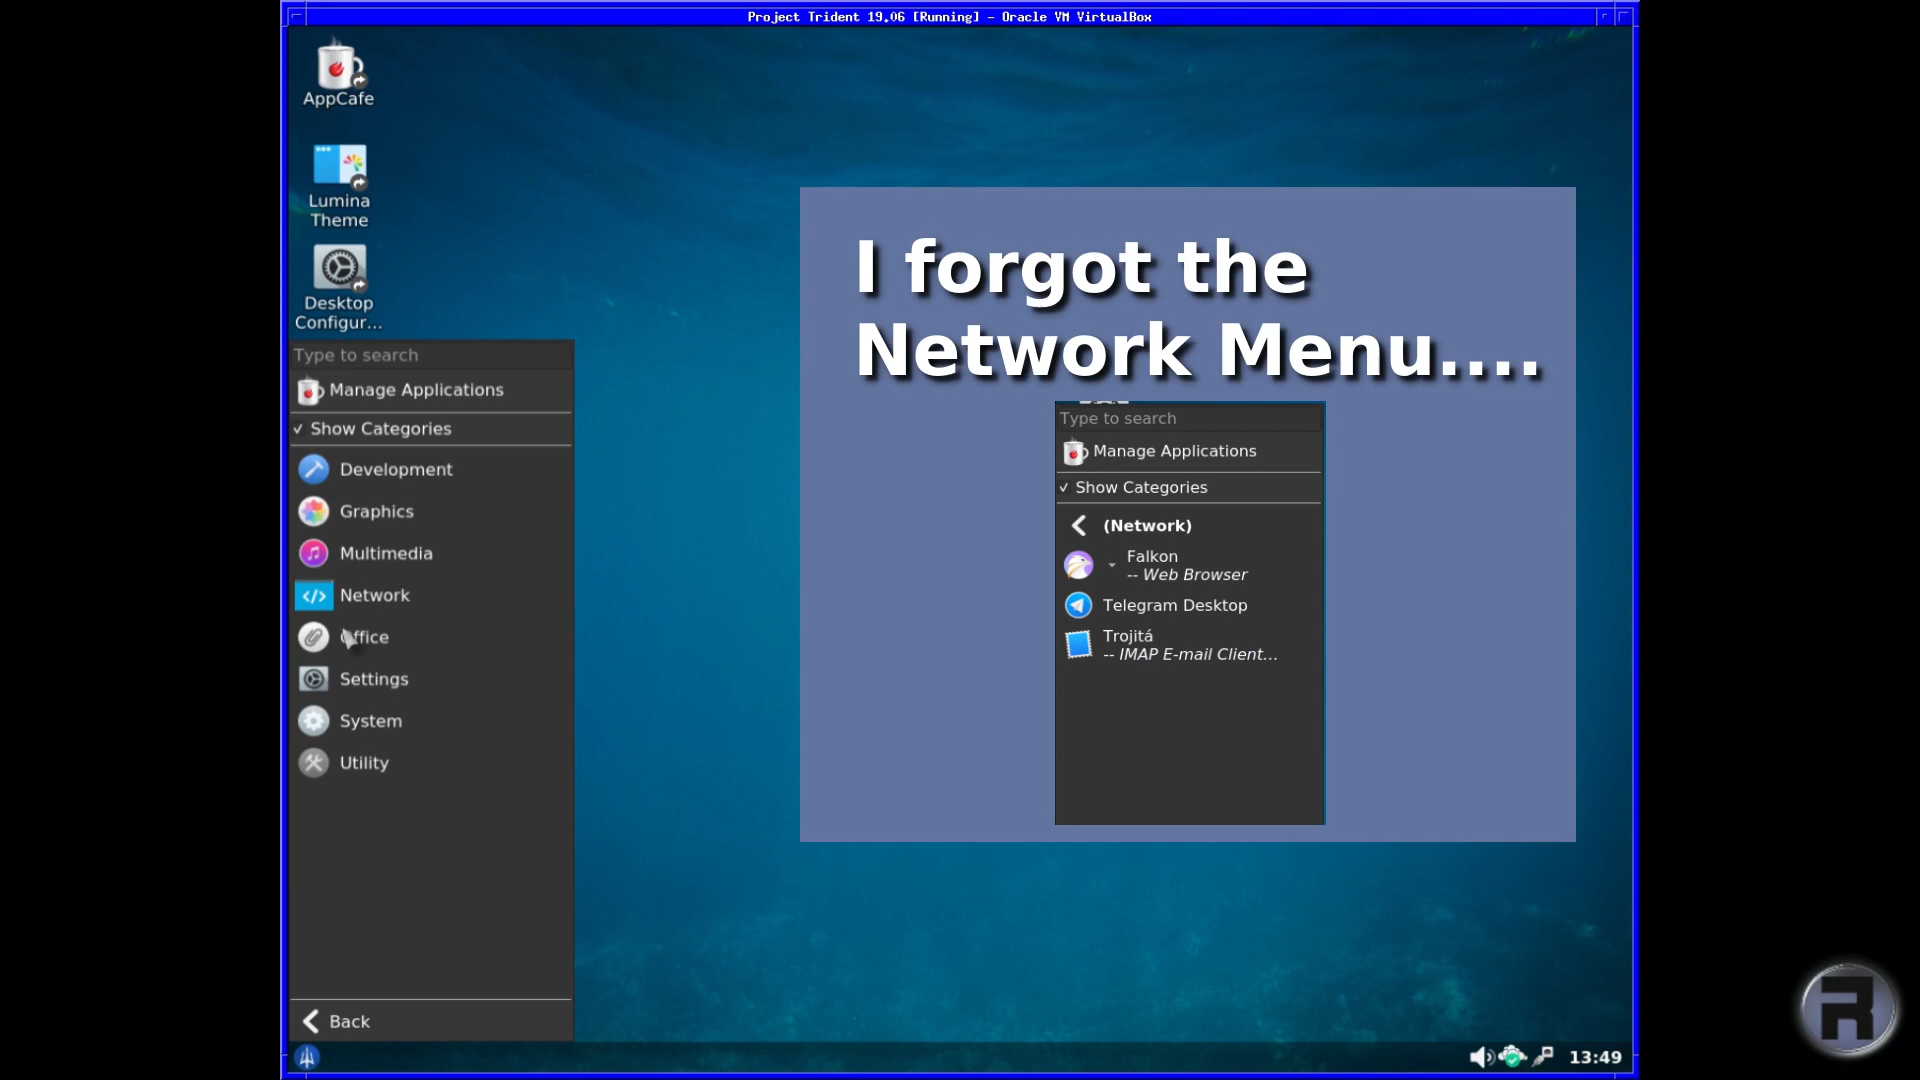 Project Trident 19.06 [Running] - Oracle VM VirtualBox
AppCafe
Lumina
Theme
Desktop
Configur...
Type to search
Manage Applications
✓ Show Categories
Development
Graphics
Multimedia
Network
Office
Settings
System
Utility
Back
I forgot the
Network Menu....
Type to search
Manage Applications
✓ Show Categories
(Network)
Falkon
-- Web Browser
Telegram Desktop
Trojitá
-- IMAP E-mail Client...
13:49
R